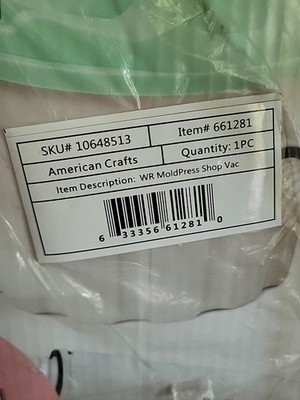 SKU# 10648513 Item# 661281
American Crafts Quantity: 1PC
Item Description: WR MoldPress Shop Vac
6 33356 61281 0